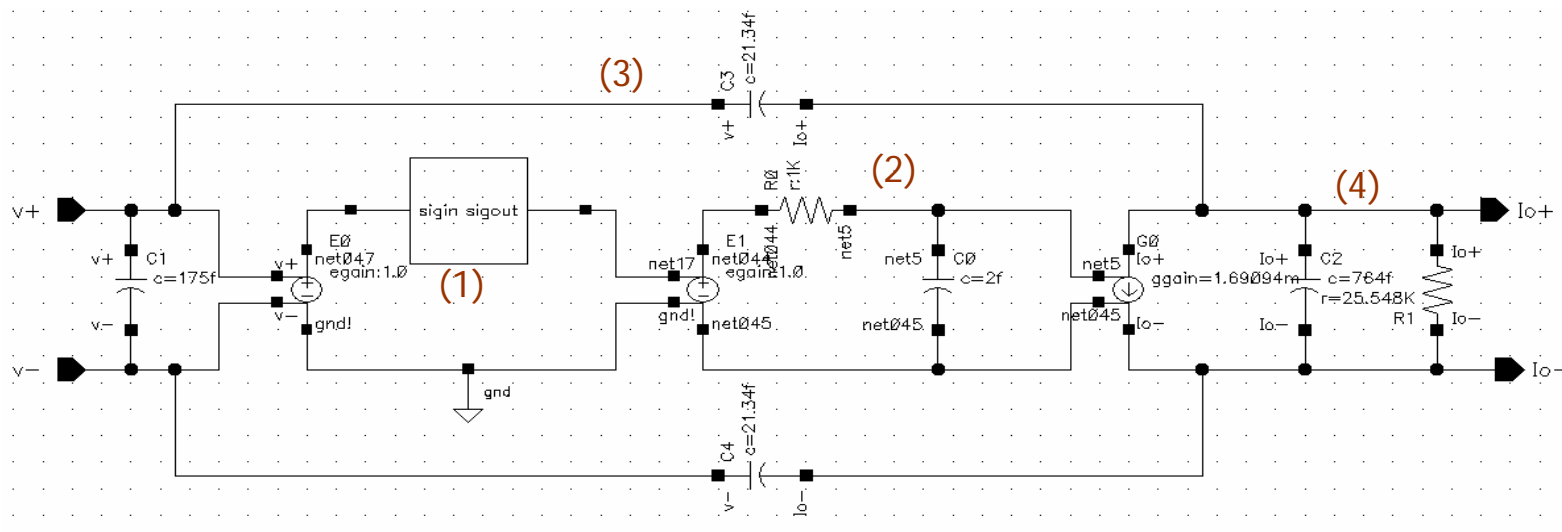 c=21.34f
C3
(3)
v+
Io+
R0
r:1K
(2)
(4)
v+
sigin sigout
Io+
v+
C1
c=175f
v-
v+
v-
E0
net047
egain:1.0
gnd!
(1)
net17
gnd!
E1
net044
egain:1.0
net045
net044
net5
net5
C0
c=2f
net045
net5
net045
G0
Io+
ggain=1.69094m
Io-
Io+
C2
c=764f
Io-
Io+
r=25.548K
R1
Io-
v-
Io-
gnd
c=21.34f
C4
v-
Io-